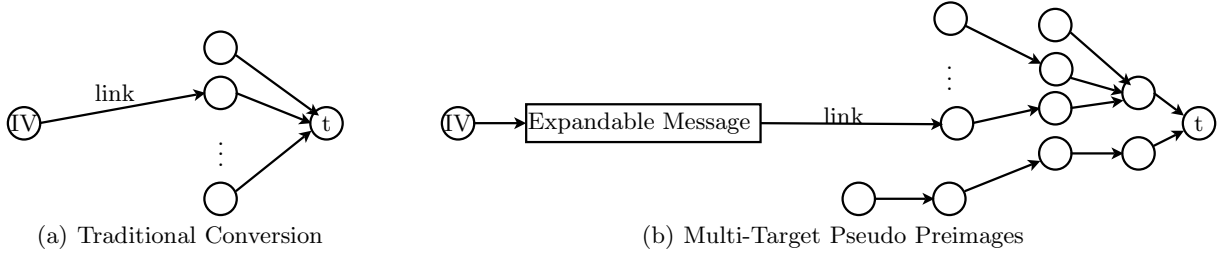 IV
link
⋮
t
(a) Traditional Conversion
IV
Expandable Message
link
⋮
t
(b) Multi-Target Pseudo Preimages